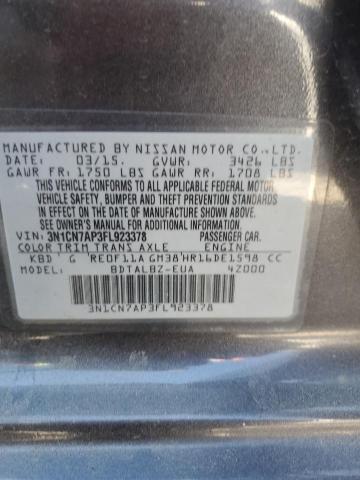 MANUFACTURED BY NISSAN MOTOR CO.,LTD.
DATE: 03/15. GVWR: 3426 LBS
GAWR FR: 1750 LBS GAWR RR: 1708 LBS
THIS VEHICLE CONFORMS TO ALL APPLICABLE FEDERAL MOTOR
VEHICLE SAFETY, BUMPER AND THEFT PREVENTION STANDARDS
IN EFFECT ON THE DATE OF MANUFACTURE SHOWN ABOVE.
SEE OWNER'S MANUAL FOR ADDITIONAL INFORMATION.
VIN: 3N1CN7AP3FL923378 PASSENGER CAR.
COLOR TRIM TRANS AXLE ENGINE
KBD G RE0F11A GM38 HR16DE1598 CC
MODEL: BDTALBZ-EUA 4Z000
3N1CN7AP3FL923378